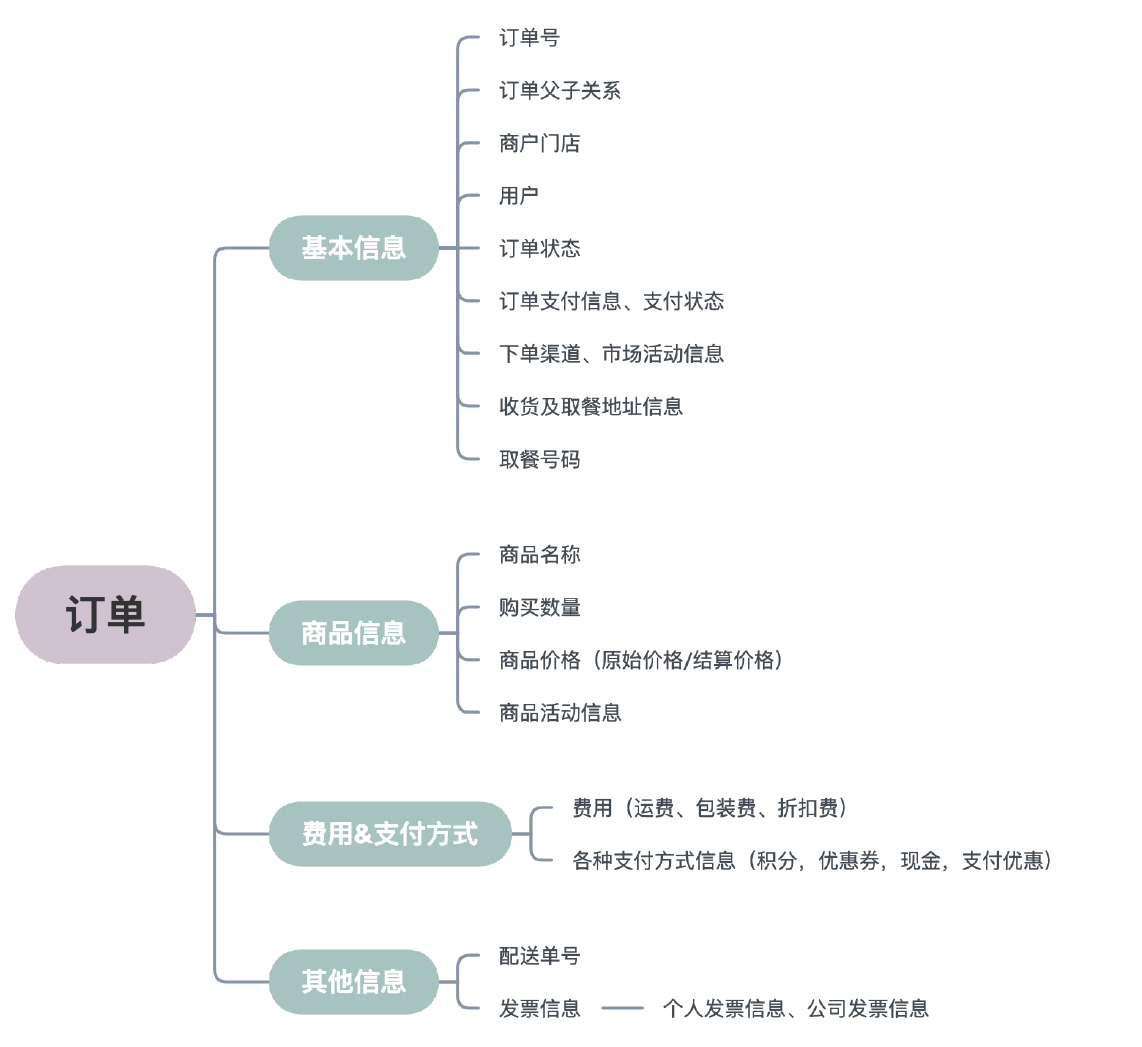 订单
基本信息
订单号
订单父子关系
商户门店
用户
订单状态
订单支付信息、支付状态
下单渠道、市场活动信息
收货及取餐地址信息
取餐号码
商品信息
商品名称
购买数量
商品价格（原始价格/结算价格）
商品活动信息
费用&支付方式
费用（运费、包装费、折扣费）
各种支付方式信息（积分，优惠券，现金，支付优惠）
其他信息
配送单号
发票信息
个人发票信息、公司发票信息